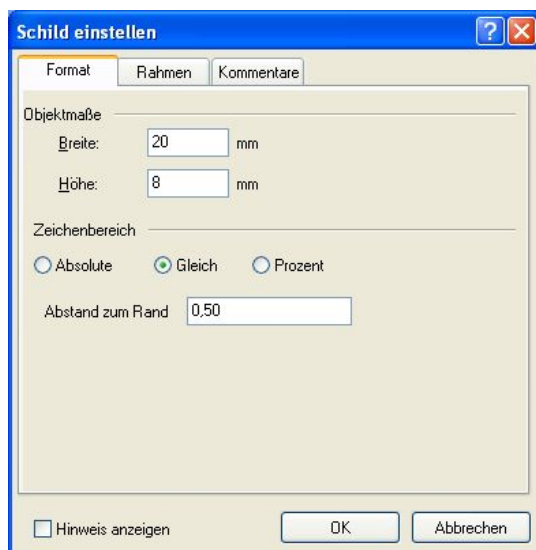 Schild einstellen
Format Rahmen Kommentare
Objektmaße
Breite: 20 mm
Höhe: 8 mm
Zeichenbereich
Absolute Gleich Prozent
Abstand zum Rand 0,50
Hinweis anzeigen OK Abbrechen